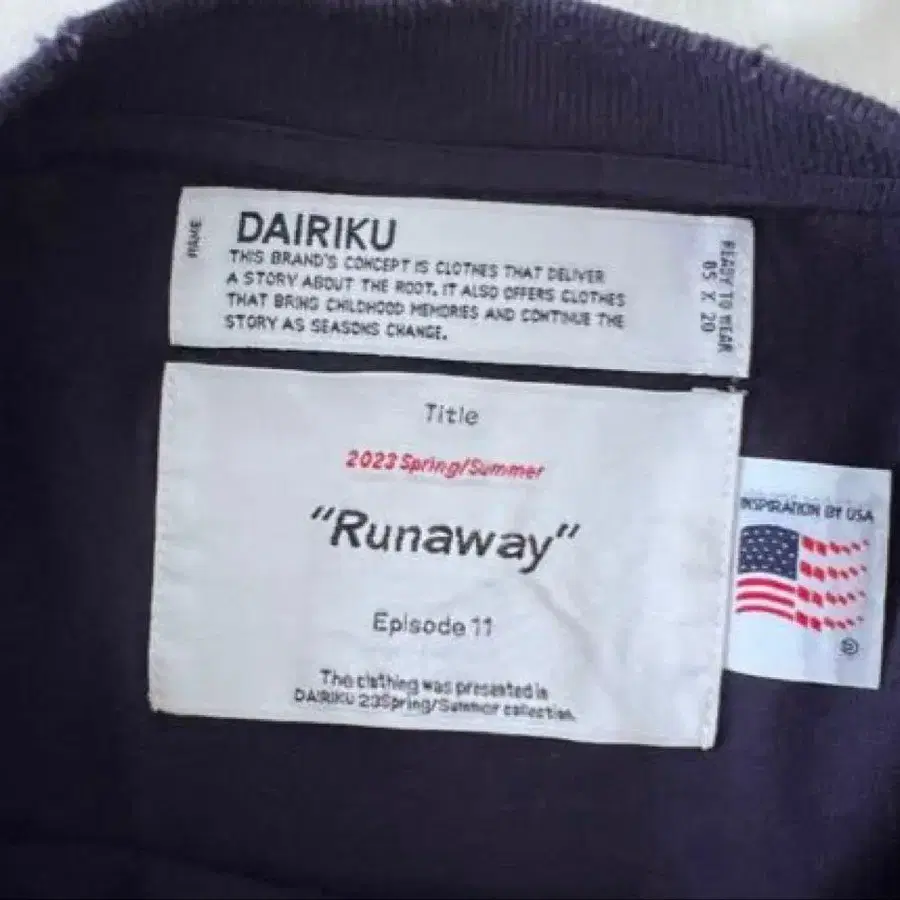 NAME
DAIRIKU
THIS BRAND'S CONCEPT IS CLOTHES THAT DELIVER
A STORY ABOUT THE ROOT. IT ALSO OFFERS CLOTHES
THAT BRING CHILDHOOD MEMORIES AND CONTINUE THE
STORY AS SEASONS CHANGE.
READY TO WEAR
05 X 20
Title
2023 Spring/Summer
"Runaway"
Episode 11
The clothing was presented in
DAIRIKU 23Spring/Summer collection.
INSPIRATION BY USA